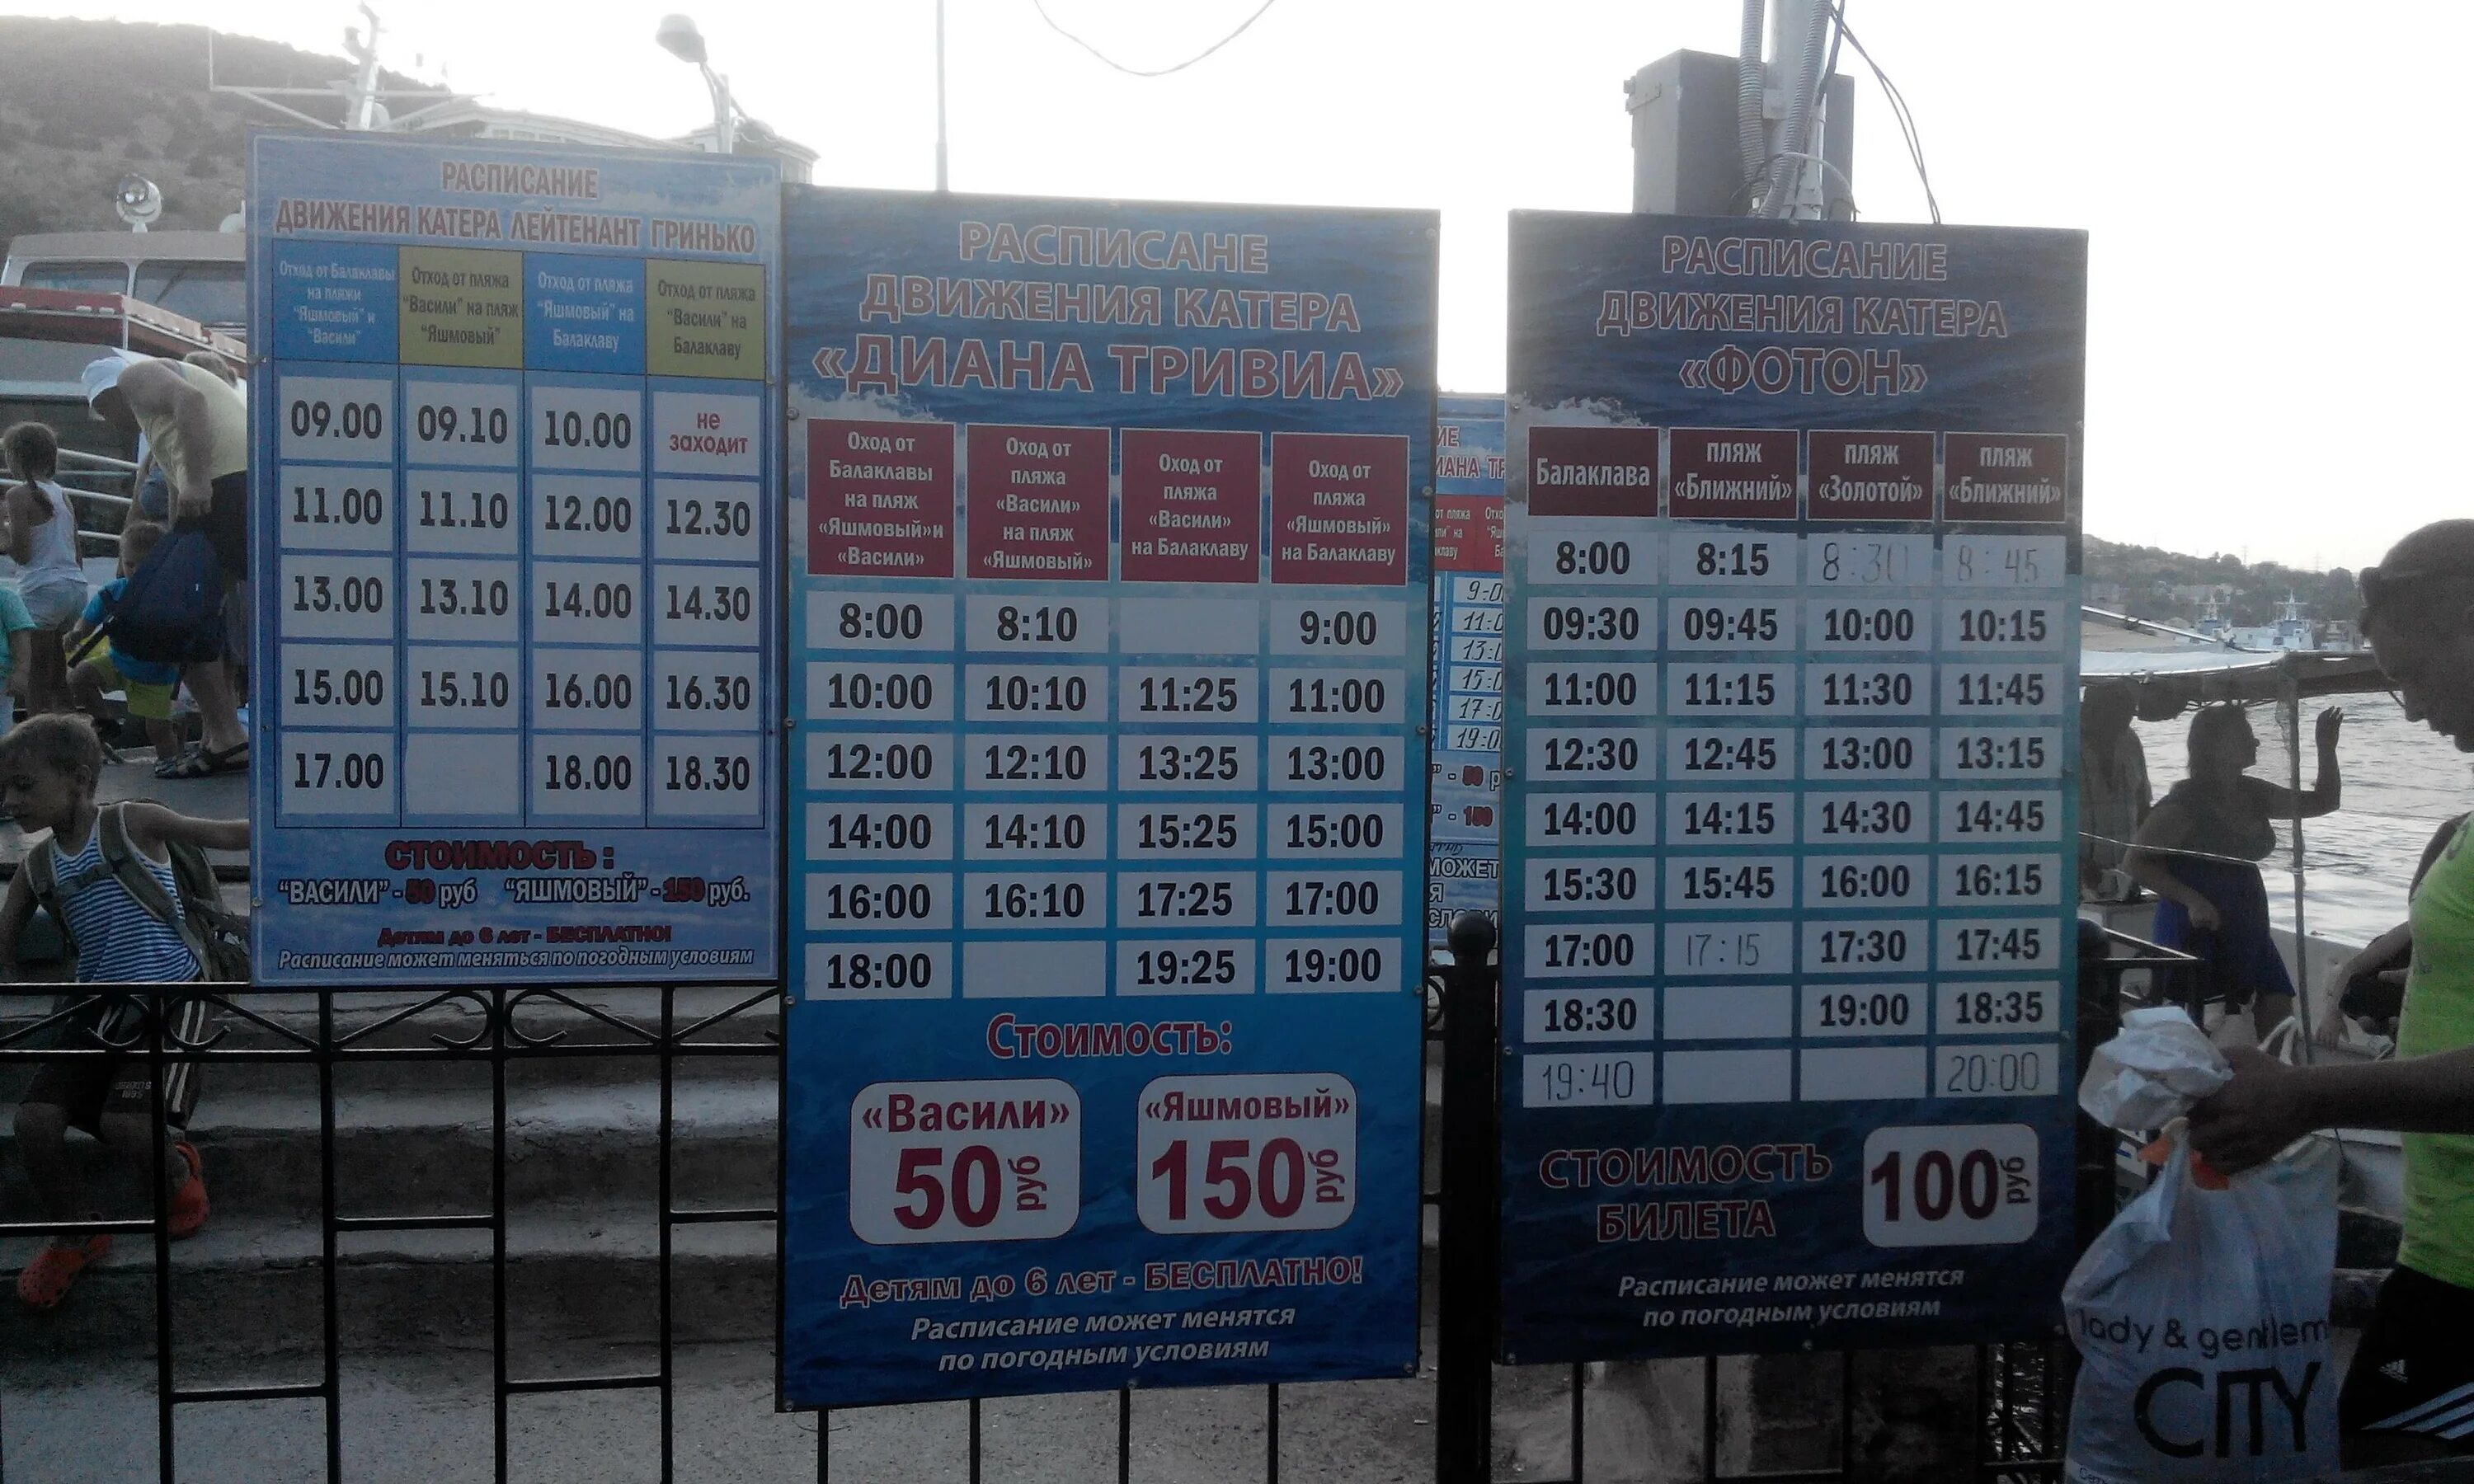 РАСПИСАНИЕ
ДВИЖЕНИЯ КАТЕРА ЛЕЙТЕНАНТ ГРИНЬКО
Отход от Балаклавы
на пляжи
"Яшмовый" и
"Васили"
Отход от пляжа
"Васили" на пляж
"Яшмовый"
Отход от пляжа
"Яшмовый" на
Балаклаву
Отход от пляжа
"Васили" на
Балаклаву
09.00 09.10 10.00 не заходит
11.00 11.10 12.00 12.30
13.00 13.10 14.00 14.30
15.00 15.10 16.00 16.30
17.00 18.00 18.30
СТОИМОСТЬ:
"ВАСИЛИ" - 50 руб "ЯШМОВЫЙ" - 150 руб.
Детям до 6 лет - БЕСПЛАТНО!
Расписание может меняться по погодным условиям
РАСПИСАНЕ
ДВИЖЕНИЯ КАТЕРА
«ДИАНА ТРИВИА»
Оход от
Балаклавы
на пляж
«Яшмовый»и
«Васили»
Оход от
пляжа
«Васили»
на пляж
«Яшмовый»
Оход от
пляжа
«Васили»
на Балаклаву
Оход от
пляжа
«Яшмовый»
на Балаклаву
8:00 8:10 9:00
10:00 10:10 11:25 11:00
12:00 12:10 13:25 13:00
14:00 14:10 15:25 15:00
16:00 16:10 17:25 17:00
18:00 19:25 19:00
Стоимость:
«Васили»
50 руб
«Яшмовый»
150 руб
Детям до 6 лет - БЕСПЛАТНО!
Расписание может менятся
по погодным условиям
РАСПИСАНИЕ
ДВИЖЕНИЯ КАТЕРА
«ФОТОН»
Балаклава
пляж
«Ближний»
пляж
«Золотой»
пляж
«Ближний»
8:00 8:15 8:30 8:45
09:30 09:45 10:00 10:15
11:00 11:15 11:30 11:45
12:30 12:45 13:00 13:15
14:00 14:15 14:30 14:45
15:30 15:45 16:00 16:15
17:00 17:15 17:30 17:45
18:30 19:00 18:35
19:40 20:00
СТОИМОСТЬ
БИЛЕТА
100 руб
Расписание может менятся
по погодным условиям
lady & gentlem
CITY